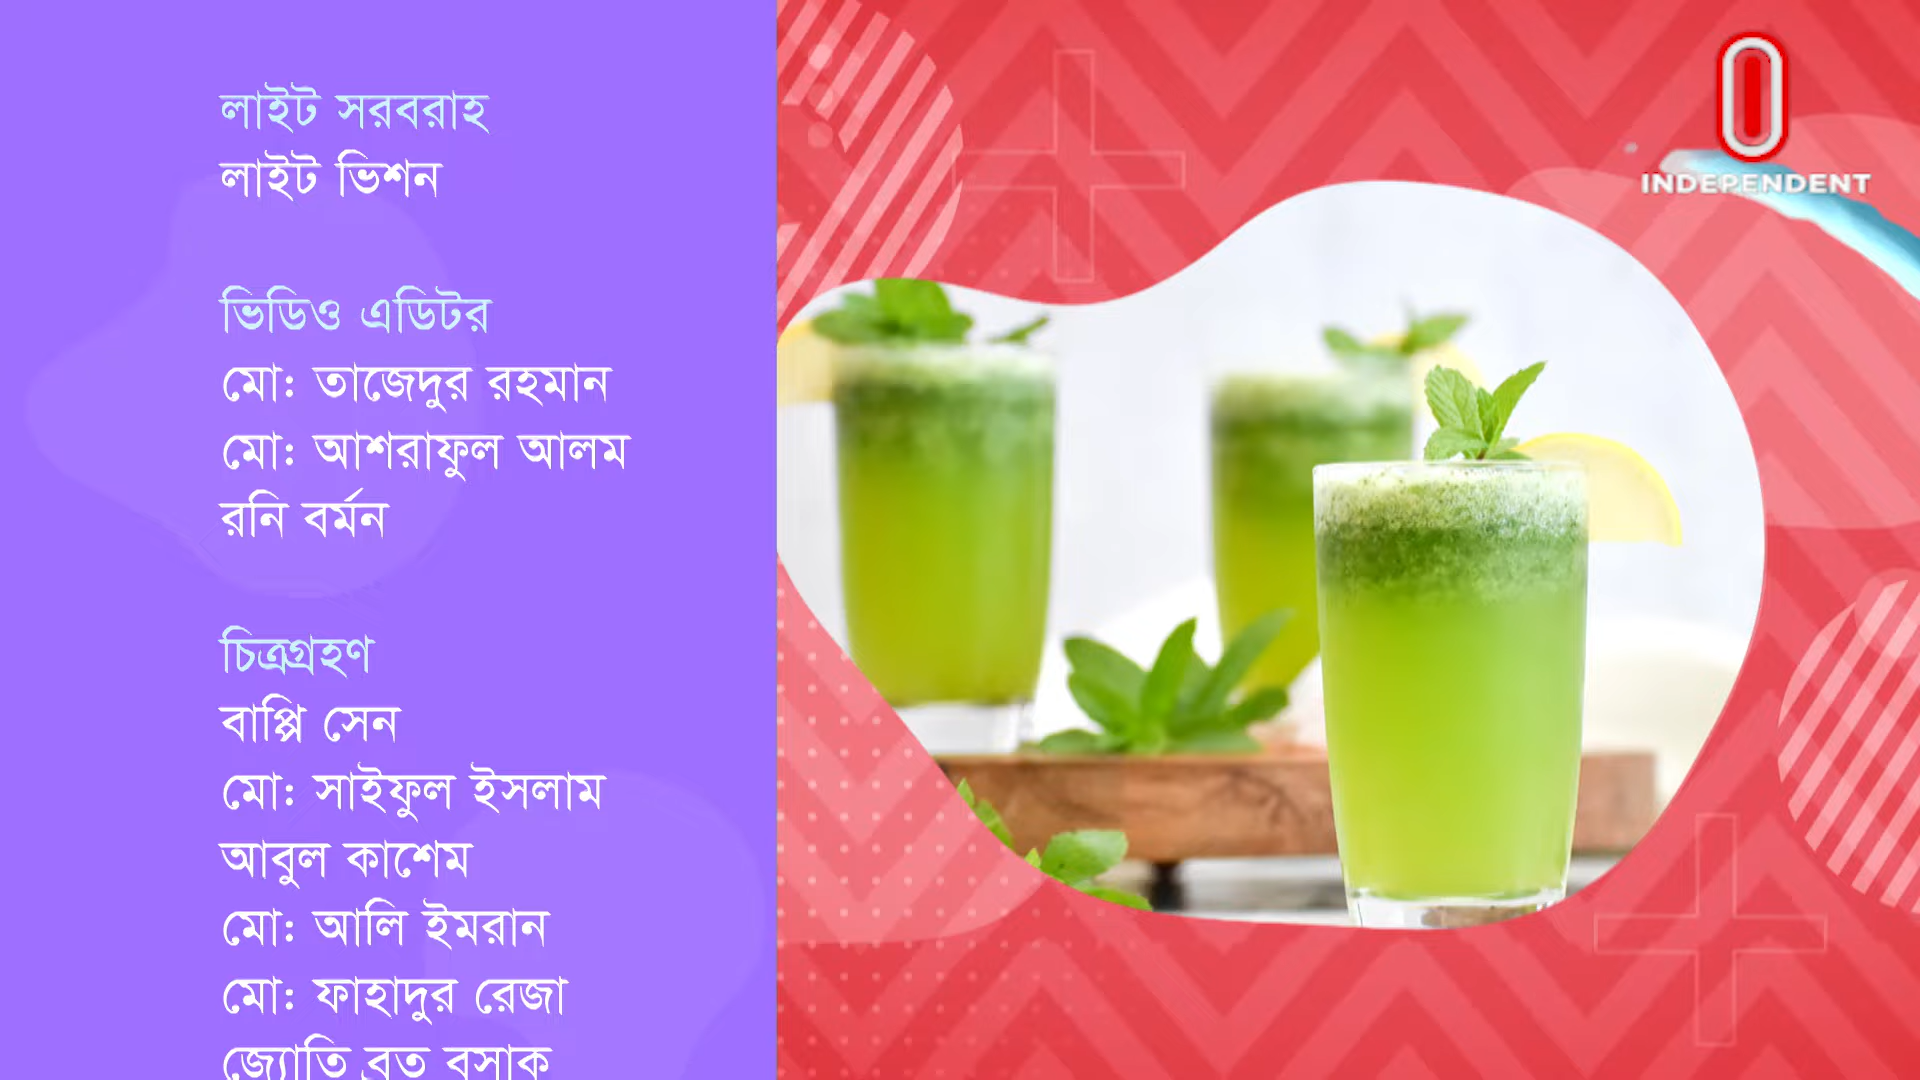 লাইট সরবরাহ
লাইট ভিশন
ভিডিও এডিটর
মো: তাজেদুর রহমান
মো: আশরাফুল আলম
রনি বর্মন
চিত্রগ্রহণ
বাপ্পি সেন
মো: সাইফুল ইসলাম
আবুল কাশেম
মো: আলি ইমরান
মো: ফাহাদুর রেজা
জ্যোতি ব্রত বসাক
INDEPENDENT